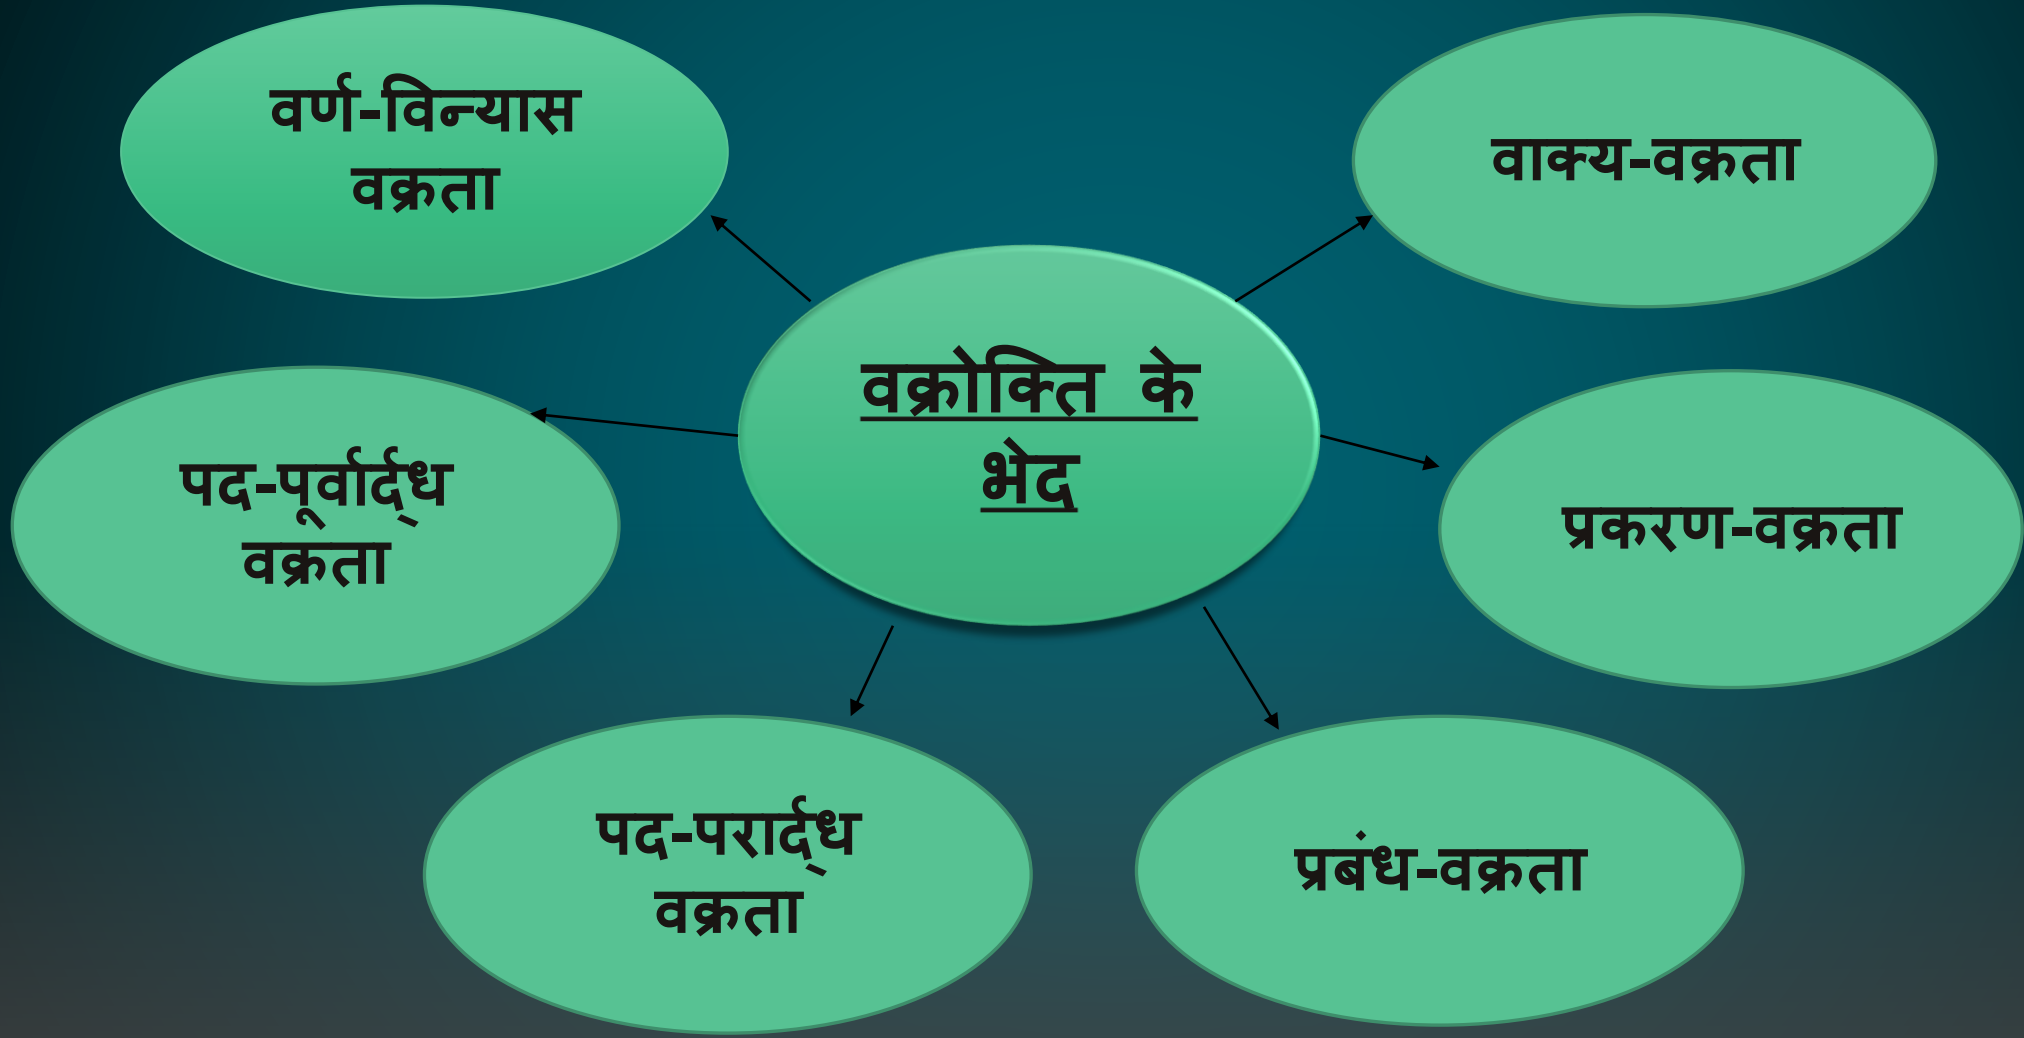 वर्ण-विन्यास
वक्रता
वाक्य-वक्रता
वक्रोक्ति के
भेद
पद-पूर्वार्द्ध
वक्रता
प्रकरण-वक्रता
पद-परार्द्ध
वक्रता
प्रबंध-वक्रता